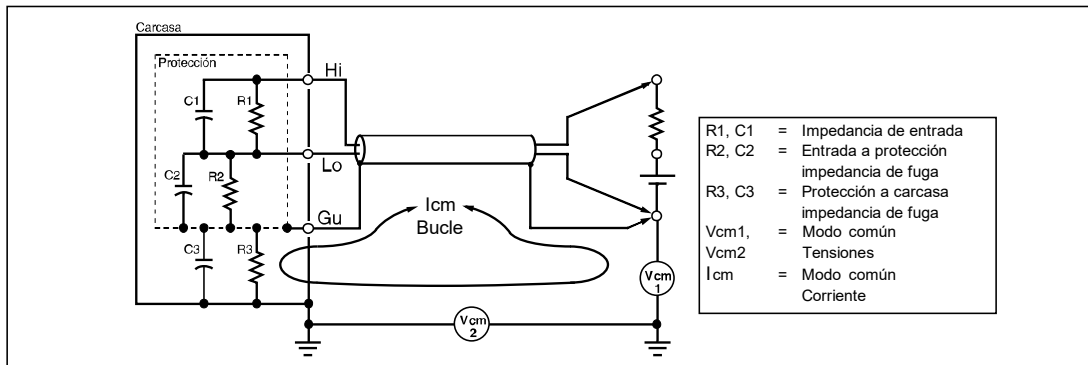 Carcasa
Protección
Hi
C1
R1
Lo
C2
R2
Gu
C3
R3
Icm
Bucle
Vcm
1
Vcm
2
R1, C1 = Impedancia de entrada
R2, C2 = Entrada a protección
impedancia de fuga
R3, C3 = Protección a carcasa
impedancia de fuga
Vcm1, = Modo común
Vcm2 Tensiones
Icm = Modo común
Corriente